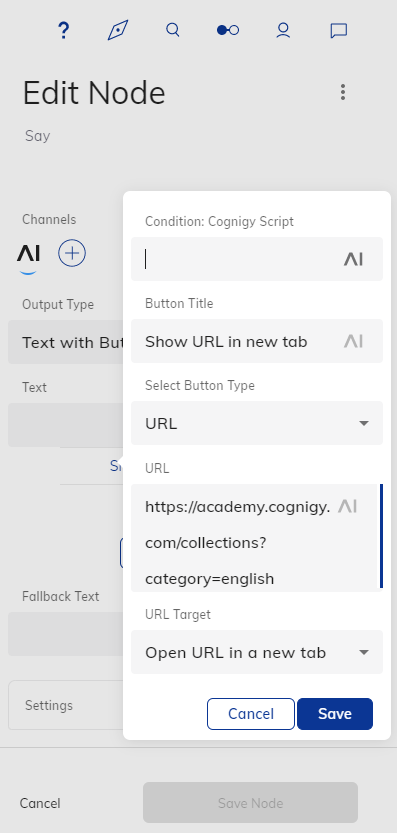 ?
Edit Node
Say
Channels
AI
Output Type
Text with But
Text
S
Fallback Text
Settings
Cancel
Save Node
Condition: Cognigy Script
AI
Button Title
Show URL in new tab AI
Select Button Type
URL
URL
https://academy.cognigy. AI
com/collections?
category=english
URL Target
Open URL in a new tab
Cancel Save